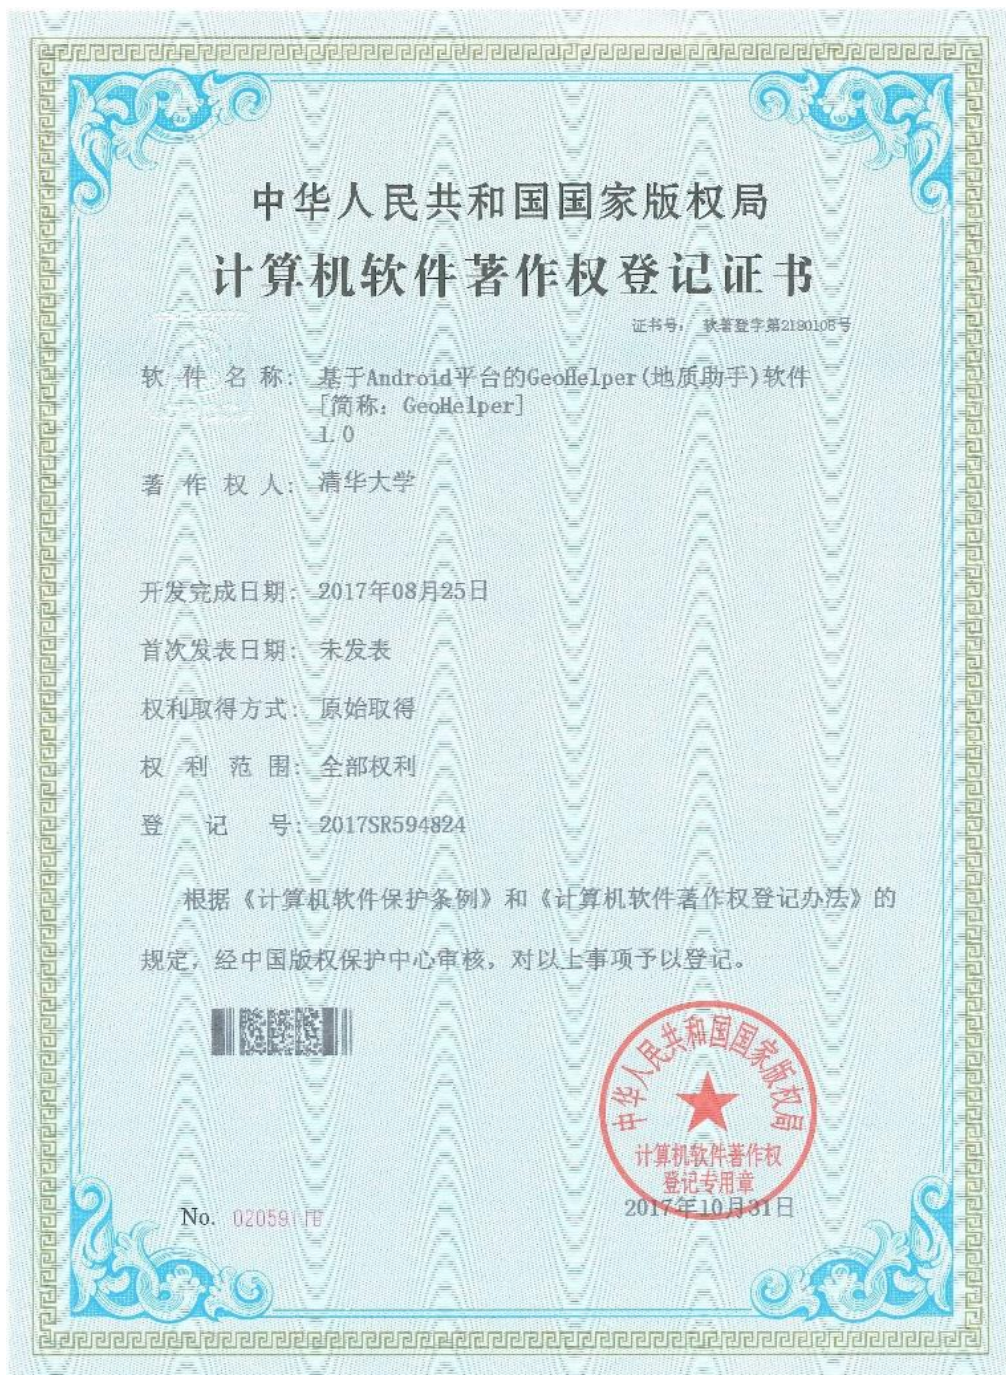 中华人民共和国国家版权局
计算机软件著作权登记证书
证书号： 软著登字第2180108号
软件名称： 基于Android平台的GeoHelper(地质助手)软件
[简称：GeoHelper]
1.0
著作权人： 清华大学
开发完成日期： 2017年08月25日
首次发表日期： 未发表
权利取得方式： 原始取得
权利范围： 全部权利
登记号： 2017SR594824
根据《计算机软件保护条例》和《计算机软件著作权登记办法》的
规定，经中国版权保护中心审核，对以上事项予以登记。
中华人民共和国国家版权局
计算机软件著作权
登记专用章
2017年10月31日
No.